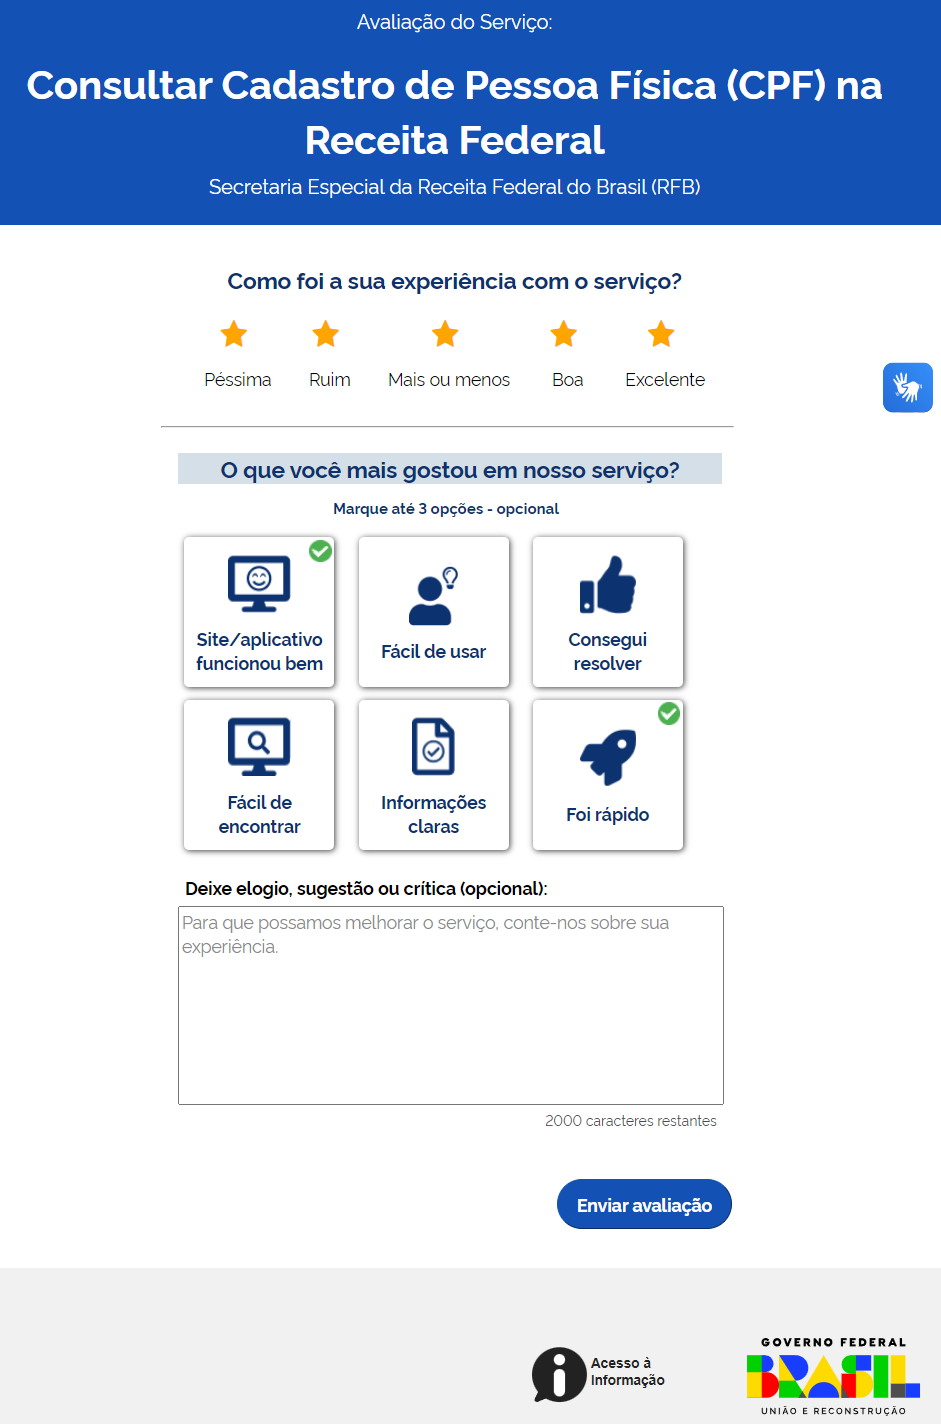 Avaliação do Serviço:
Consultar Cadastro de Pessoa Física (CPF) na
Receita Federal
Secretaria Especial da Receita Federal do Brasil (RFB)
Como foi a sua experiência com o serviço?
Péssima Ruim Mais ou menos Boa Excelente
O que você mais gostou em nosso serviço?
Marque até 3 opções - opcional
Site/aplicativo
funcionou bem
Fácil de usar
Consegui
resolver
Fácil de
encontrar
Informações
claras
Foi rápido
Deixe elogio, sugestão ou crítica (opcional):
Para que possamos melhorar o serviço, conte-nos sobre sua
experiência.
2000 caracteres restantes
Enviar avaliação
Acesso à
Informação
GOVERNO FEDERAL
BRASIL
UNIÃO E RECONSTRUÇÃO